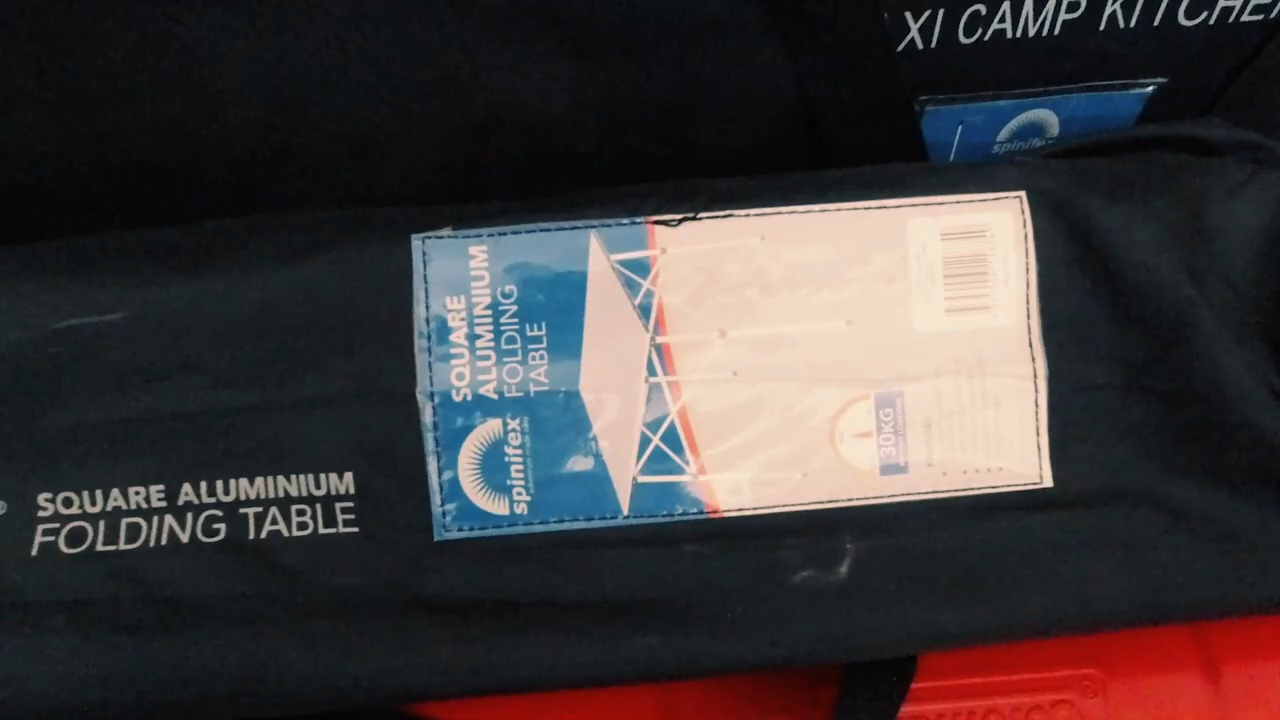 XI CAMP KITCHE
spinifex
SQUARE
ALUMINIUM
FOLDING
TABLE
spinifex
30KG
SQUARE ALUMINIUM
FOLDING TABLE